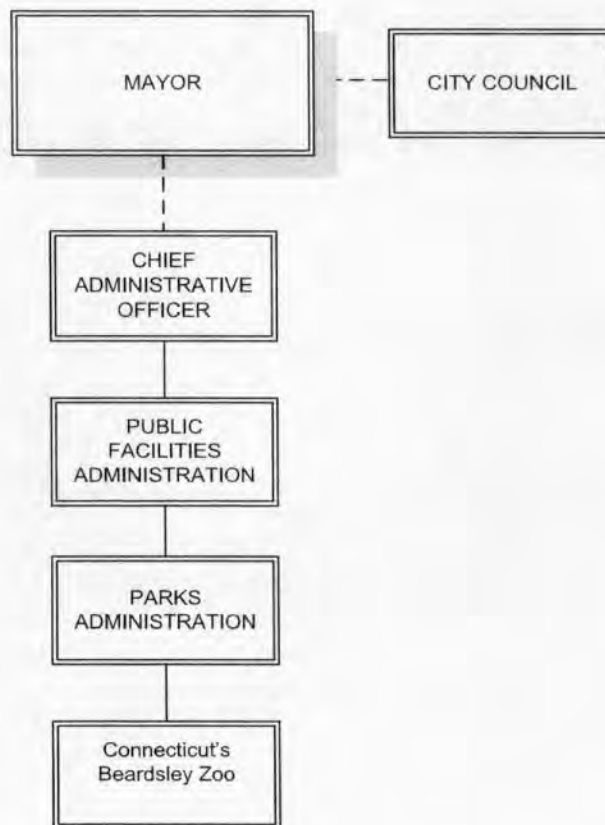 MAYOR
CITY COUNCIL
CHIEF
ADMINISTRATIVE
OFFICER
PUBLIC
FACILITIES
ADMINISTRATION
PARKS
ADMINISTRATION
Connecticut's
Beardsley Zoo